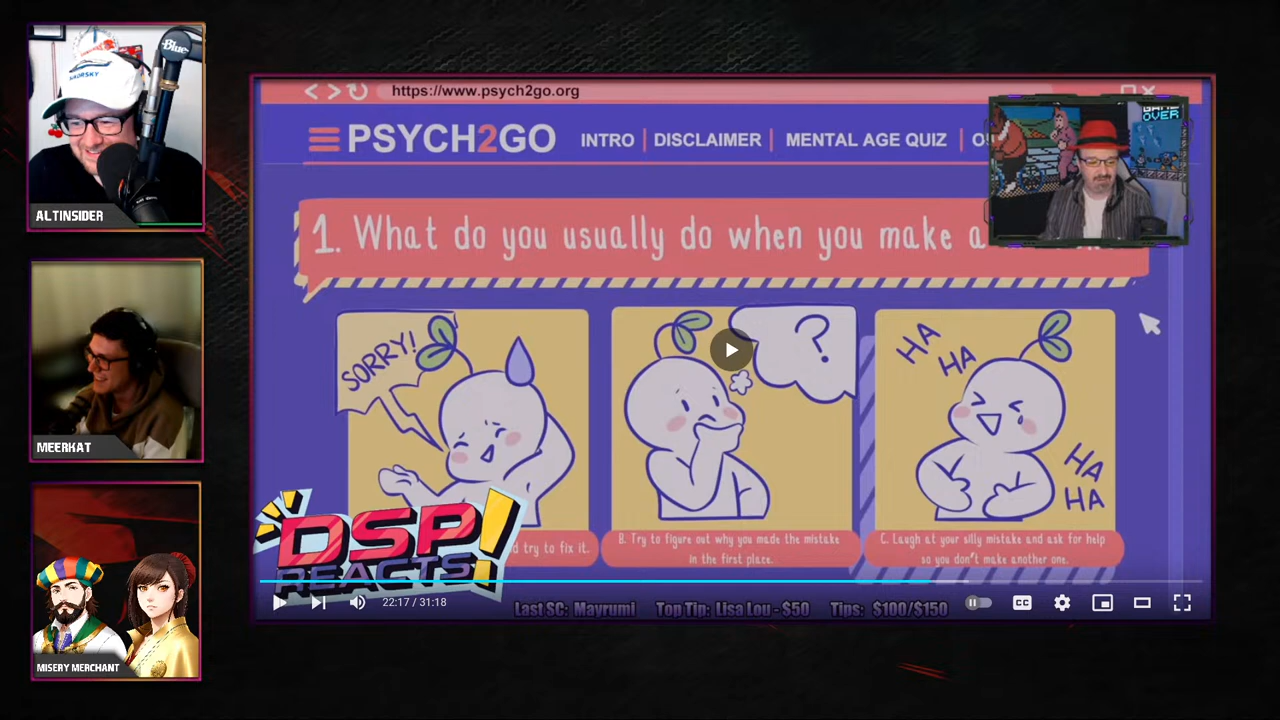 Blue
ALTINSIDER
MEERKAT
MISERY MERCHANT
https://www.psych2go.org
PSYCH2GO
INTRO | DISCLAIMER | MENTAL AGE QUIZ |
GAME
OVER
1. What do you usually do when you make a
SORRY!
?
HA
HA
HA
HA
d try to fix it.
B. Try to figure out why you made the mistake
in the first place.
C. Laugh at your silly mistake and ask for help
so you don't make another one.
DSP!
REACTS
22:17 / 31:18
Last SC: Mayrumi Top Tip: Lisa Lou - $50 Tips: $100/$150
CC